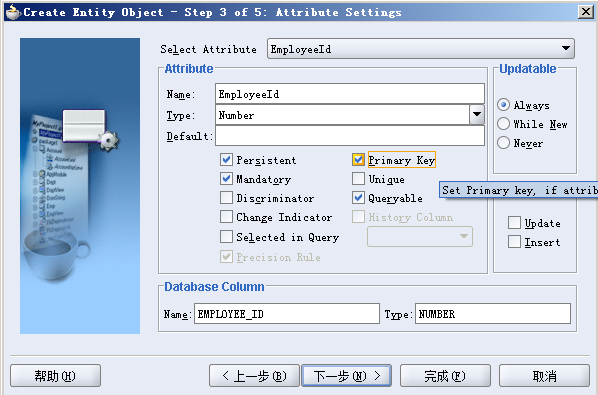 Create Entity Object - Step 3 of 5: Attribute Settings
Select Attribute EmployeeId
Attribute
Name: EmployeeId
Type: Number
Default:
Persistent
Primary Key
Mandatory
Unique
Discriminator
Queryable
Change Indicator
History Column
Selected in Query
Precision Rule
Updatable
Always
While New
Never
Set Primary key, if attrib
Update
Insert
Database Column
Name: EMPLOYEE_ID Type: NUMBER
帮助(H) < 上一步(B) 下一步(N) > 完成(F) 取消